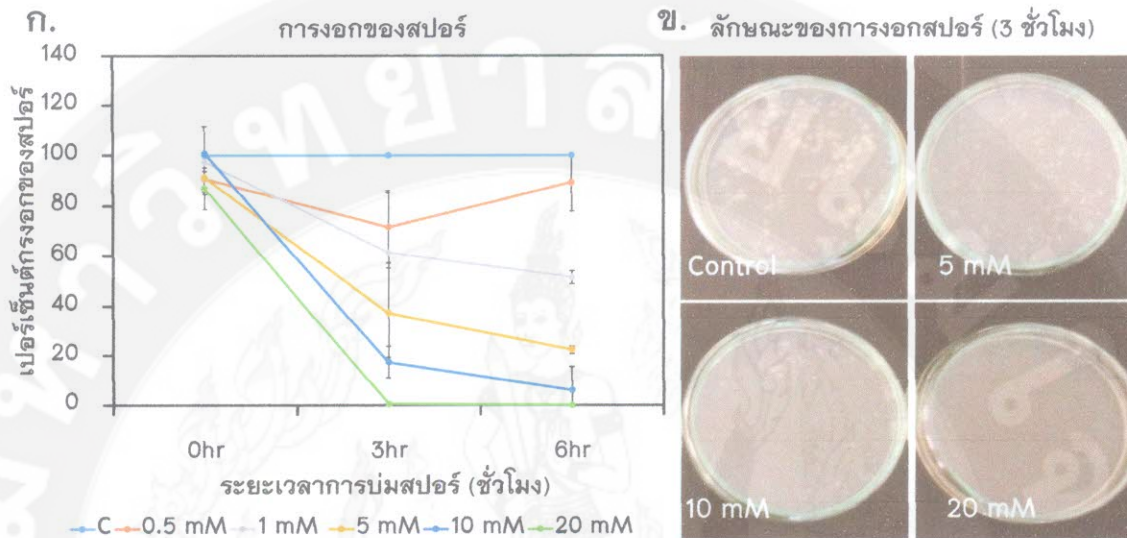 ก. การงอกของสปอร์
140
120
100
80
60
40
20
0
เปอร์เซ็นต์กรงอกของสปอร์
0hr 3hr 6hr
ระยะเวลาการบ่มสปอร์ (ชั่วโมง)
C 0.5 mM 1 mM 5 mM 10 mM 20 mM
ข. ลักษณะของการงอกสปอร์ (3 ชั่วโมง)
Control
5 mM
10 mM
20 mM